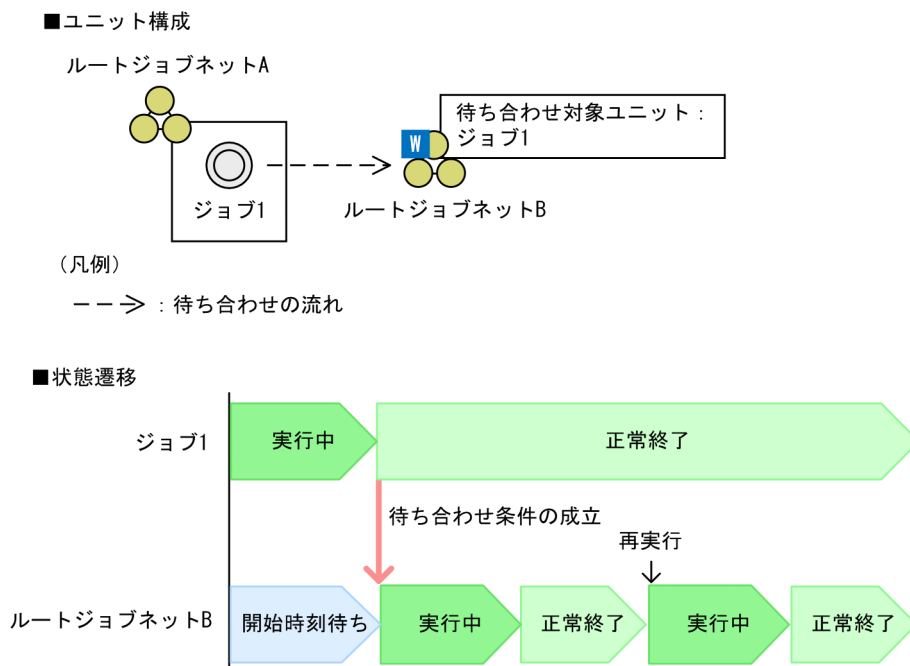 ■ユニット構成
ルートジョブネットA
待ち合わせ対象ユニット：
ジョブ1
W
ジョブ1
ルートジョブネットB
（凡例）
：待ち合わせの流れ
■状態遷移
ジョブ1
実行中
正常終了
待ち合わせ条件の成立
再実行
ルートジョブネットB
開始時刻待ち
実行中
正常終了
実行中
正常終了